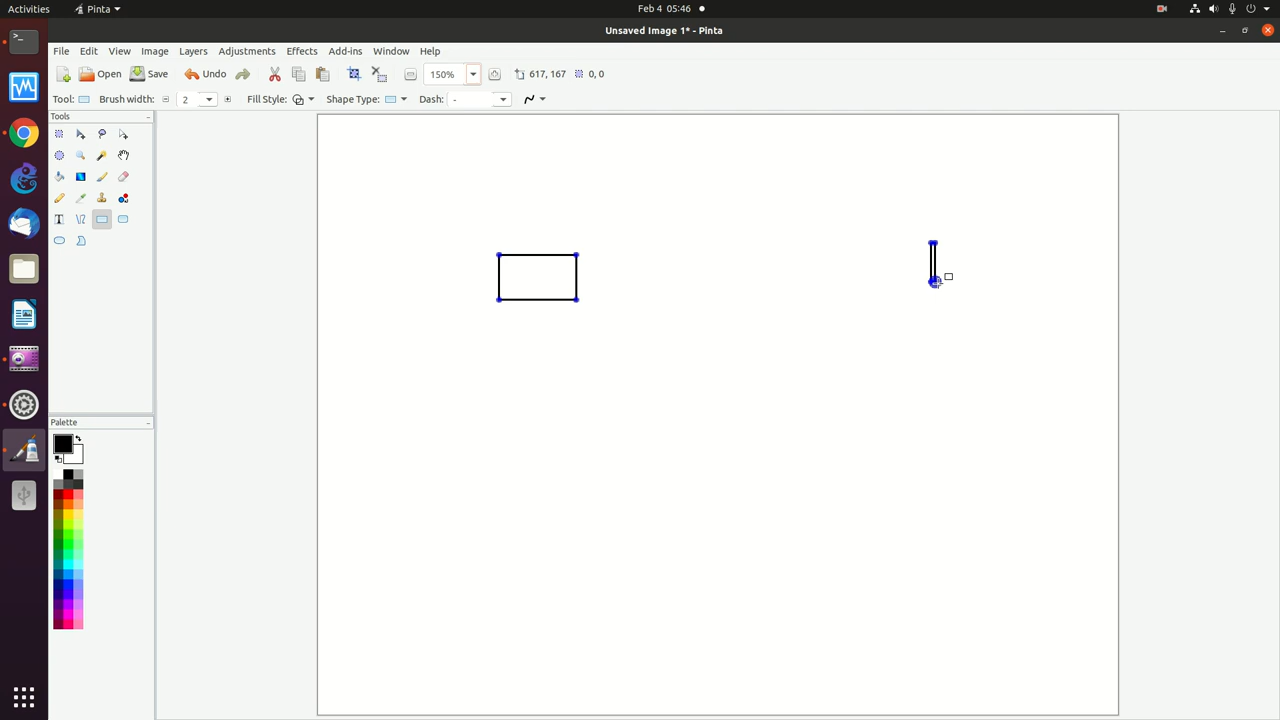 Activities Pinta Feb 4 05:46
Unsaved Image 1* - Pinta
File Edit View Image Layers Adjustments Effects Add-ins Window Help
Open Save Undo 150% 617, 167 0, 0
Tool: Brush width: 2 Fill Style: Shape Type: Dash: -
Tools
T
Palette